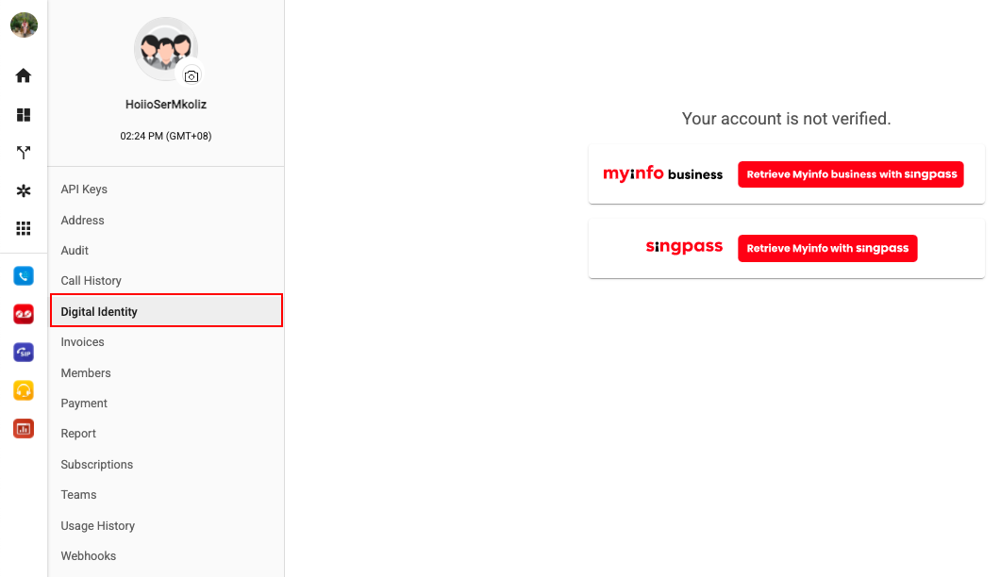 HoiioSerMkoliz
02:24 PM (GMT+08)
API Keys
Address
Audit
Call History
Digital Identity
Invoices
Members
Payment
Report
Subscriptions
Teams
Usage History
Webhooks
SIP
Your account is not verified.
myinfo business Retrieve Myinfo business with singpass
singpass Retrieve Myinfo with singpass